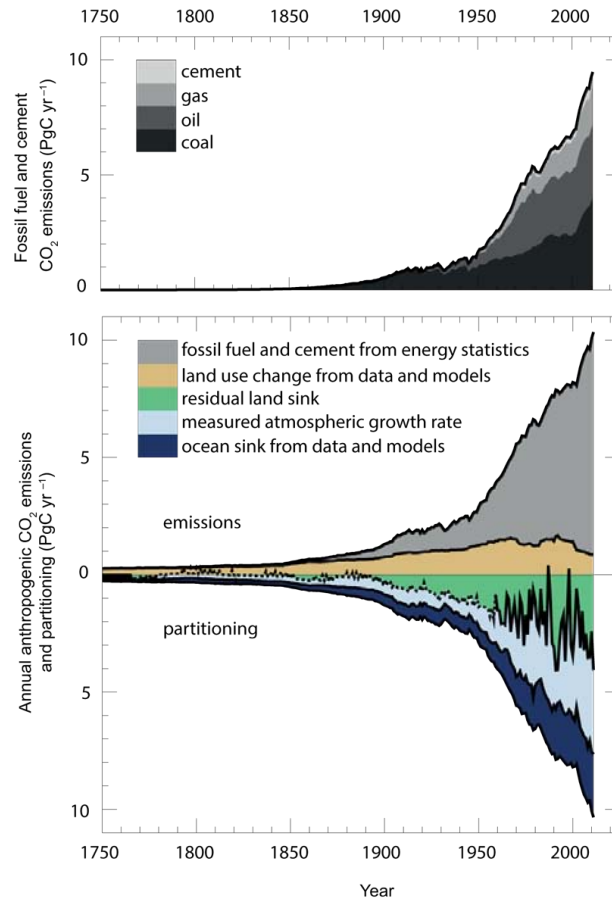 1750 1800 1850 1900 1950 2000
10
5
0
Fossil fuel and cement
CO₂ emissions (PgC yr⁻¹)
cement
gas
oil
coal
10
5
0
5
10
Annual anthropogenic CO₂ emissions
and partitioning (PgC yr⁻¹)
fossil fuel and cement from energy statistics
land use change from data and models
residual land sink
measured atmospheric growth rate
ocean sink from data and models
emissions
partitioning
1750 1800 1850 1900 1950 2000
Year